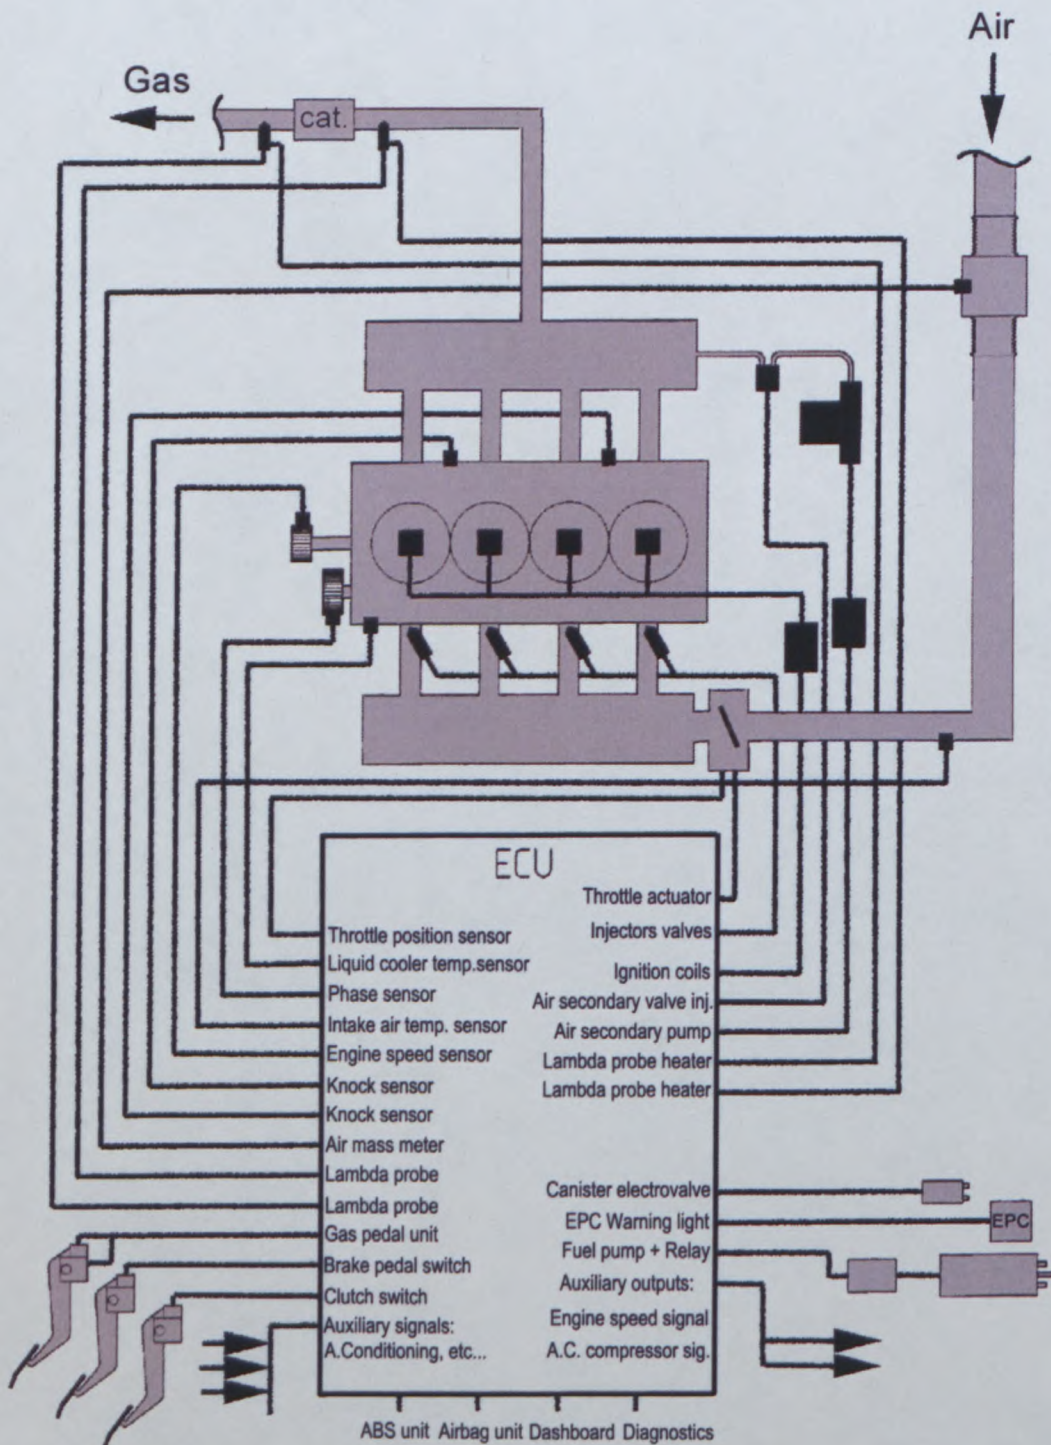 Air
Gas
cat.
ECU
Throttle actuator
Injectors valves
Ignition coils
Air secondary valve inj.
Air secondary pump
Lambda probe heater
Lambda probe heater
Throttle position sensor
Liquid cooler temp.sensor
Phase sensor
Intake air temp. sensor
Engine speed sensor
Knock sensor
Knock sensor
Air mass meter
Lambda probe
Lambda probe
Gas pedal unit
Brake pedal switch
Clutch switch
Auxiliary signals:
A.Conditioning, etc...
Canister electrovalve
EPC Warning light
EPC
Fuel pump + Relay
Auxiliary outputs:
Engine speed signal
A.C. compressor sig.
ABS unit Airbag unit Dashboard Diagnostics